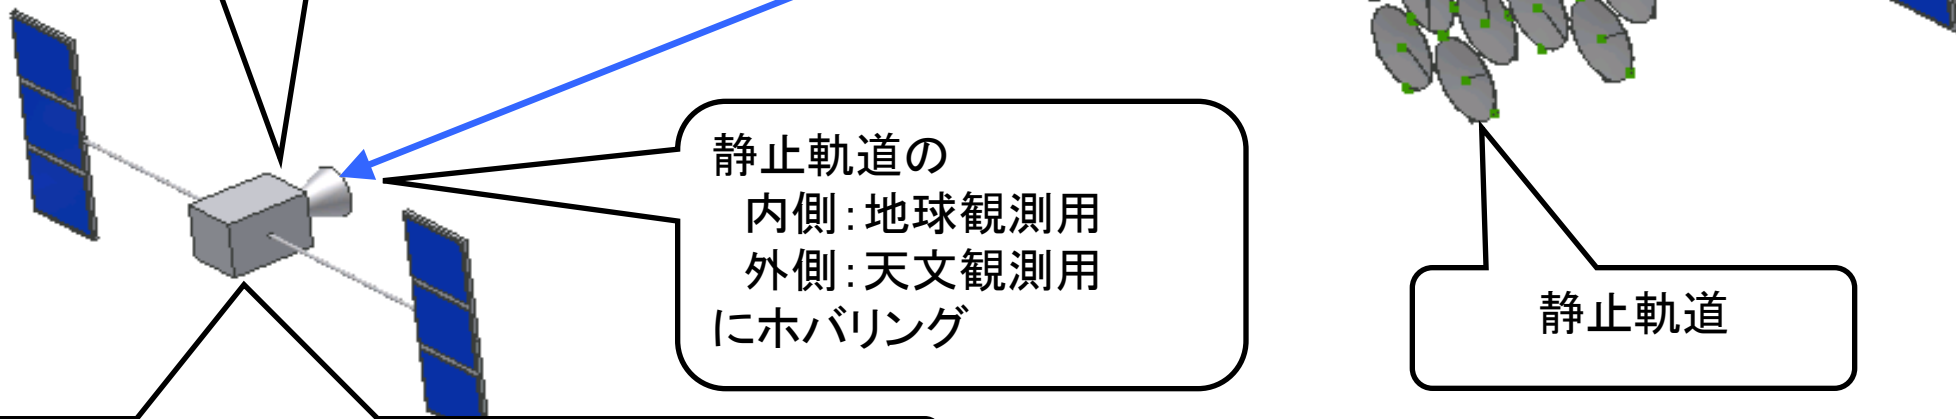 静止軌道の
内側：地球観測用
外側：天文観測用
にホバリング
静止軌道